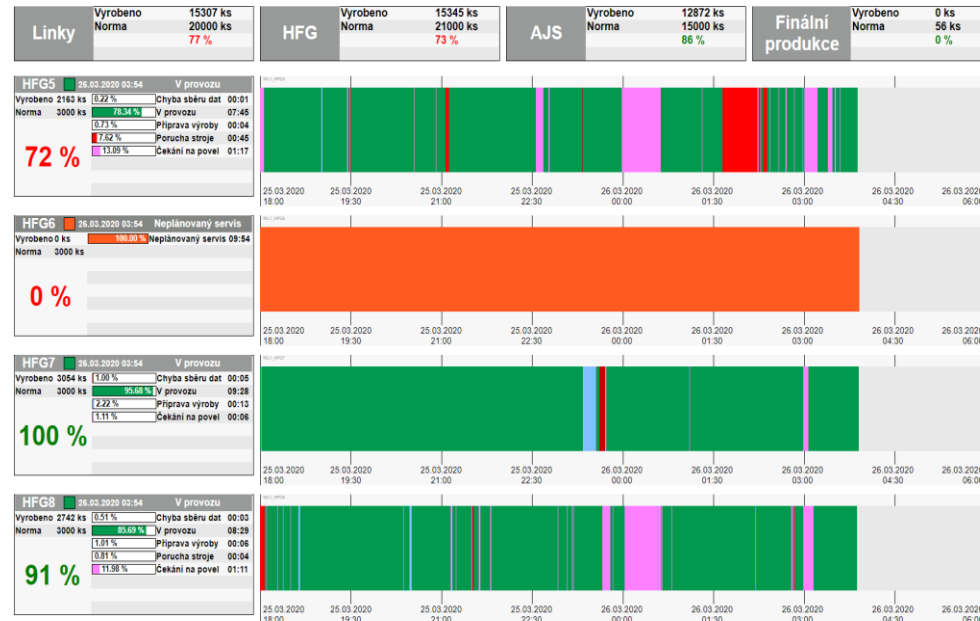 Linky
Vyrobeno 15307 ks
Norma 20000 ks
77 %
HFG
Vyrobeno 15345 ks
Norma 21000 ks
73 %
AJS
Vyrobeno 12872 ks
Norma 15000 ks
86 %
Finální produkce
Vyrobeno 0 ks
Norma 56 ks
0 %
HFG5 26.03.2020 03:54 V provozu
Vyrobeno 2163 ks 0.22 % Chyba sběru dat 00:01
Norma 3000 ks 78.34 % V provozu 07:45
0.73 % Příprava výroby 00:04
7.62 % Porucha stroje 00:45
13.09 % Čekání na povel 01:17
72 %
25.03.2020 25.03.2020 25.03.2020 25.03.2020 26.03.2020 26.03.2020 26.03.2020 26.03.2020 26.03.2020
18:00 19:30 21:00 22:30 00:00 01:30 03:00 04:30 06:00
HFG6 26.03.2020 03:54 Neplánovaný servis
Vyrobeno 0 ks 100.00 % Neplánovaný servis 09:54
Norma 3000 ks
0 %
25.03.2020 25.03.2020 25.03.2020 25.03.2020 26.03.2020 26.03.2020 26.03.2020 26.03.2020 26.03.2020
18:00 19:30 21:00 22:30 00:00 01:30 03:00 04:30 06:00
HFG7 26.03.2020 03:54 V provozu
Vyrobeno 3054 ks 1.00 % Chyba sběru dat 00:05
Norma 3000 ks 95.68 % V provozu 09:28
2.22 % Příprava výroby 00:13
1.11 % Čekání na povel 00:06
100 %
25.03.2020 25.03.2020 25.03.2020 25.03.2020 26.03.2020 26.03.2020 26.03.2020 26.03.2020 26.03.2020
18:00 19:30 21:00 22:30 00:00 01:30 03:00 04:30 06:00
HFG8 26.03.2020 03:54 V provozu
Vyrobeno 2742 ks 0.51 % Chyba sběru dat 00:03
Norma 3000 ks 85.69 % V provozu 08:29
1.01 % Příprava výroby 00:06
0.81 % Porucha stroje 00:04
11.98 % Čekání na povel 01:11
91 %
25.03.2020 25.03.2020 25.03.2020 25.03.2020 26.03.2020 26.03.2020 26.03.2020 26.03.2020 26.03.2020
18:00 19:30 21:00 22:30 00:00 01:30 03:00 04:30 06:00